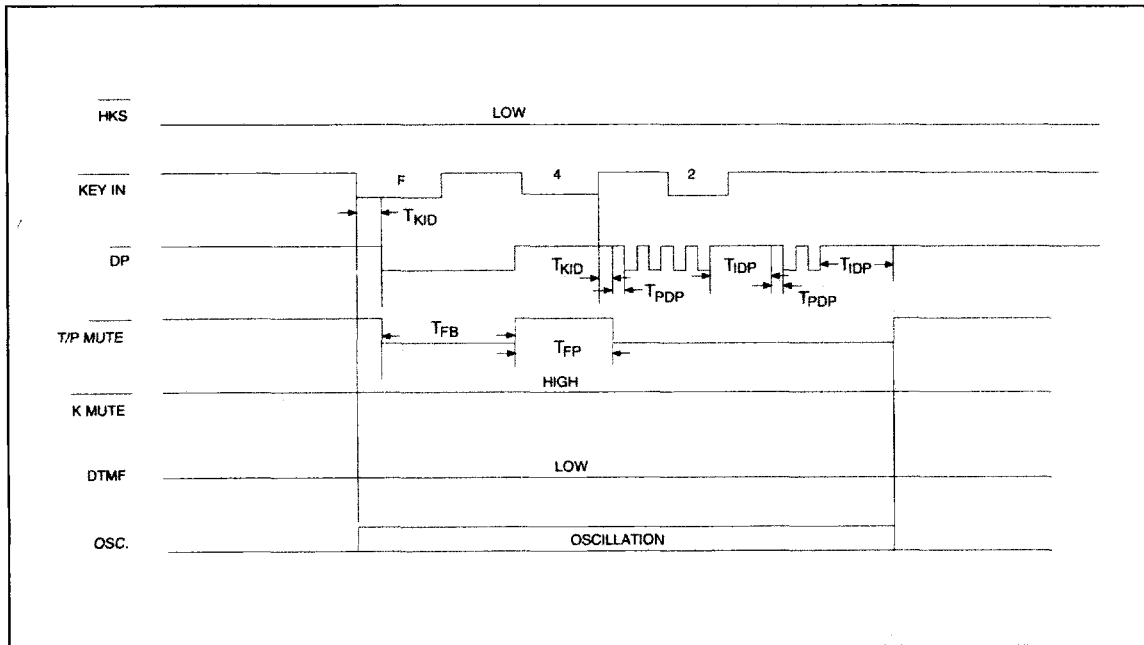 HKS LOW
KEY IN F 4 2
TKID
DP
TKID TIDP TIDP
TPDP TPDP
T/P MUTE TFB
TFP
HIGH
K MUTE
DTMF LOW
OSC. OSCILLATION